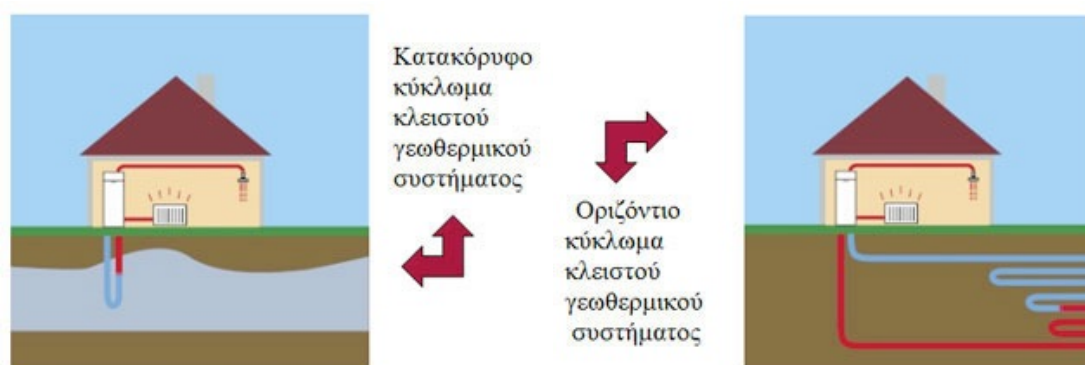 Κατακόρυφο
κύκλωμα
κλειστού
γεωθερμικού
συστήματος
Οριζόντιο
κύκλωμα
κλειστού
γεωθερμικού
συστήματος